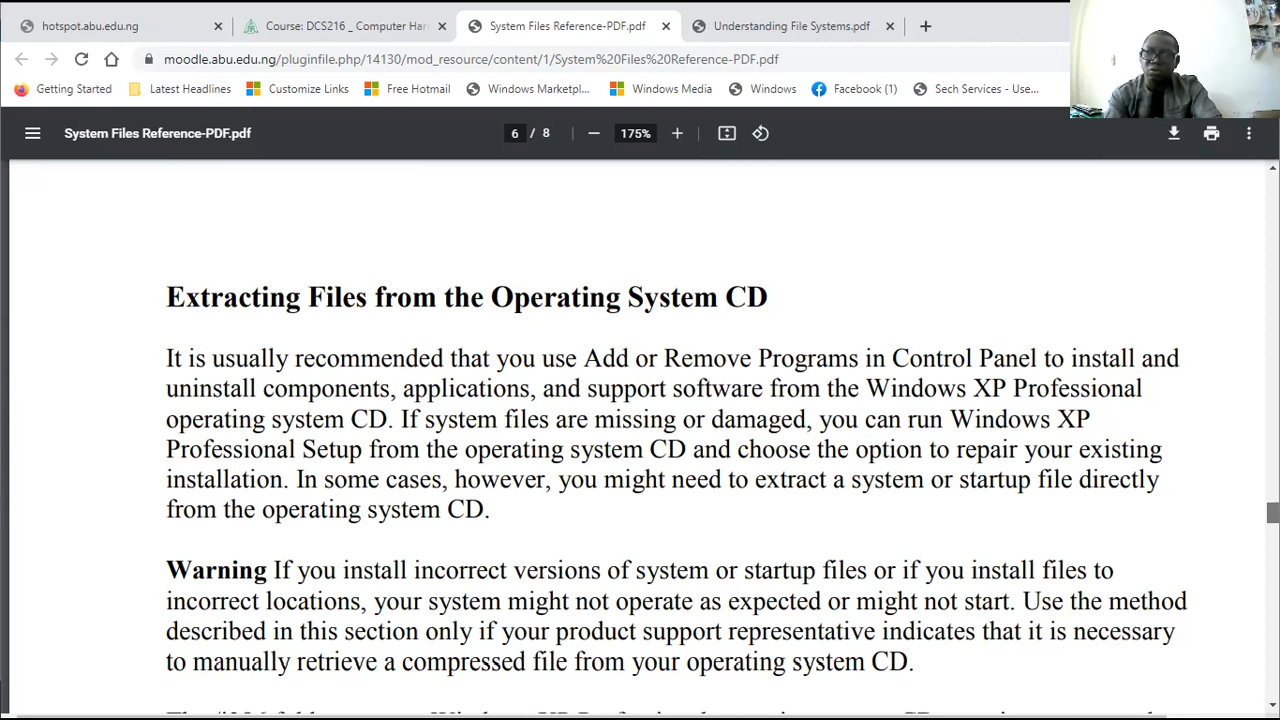 hotspot.abu.edu.ng
Course: DCS216 _ Computer Har
System Files Reference-PDF.pdf
Understanding File Systems.pdf
moodle.abu.edu.ng/pluginfile.php/14130/mod_resource/content/1/System%20Files%20Reference-PDF.pdf
Getting Started Latest Headlines Customize Links Free Hotmail Windows Marketpl... Windows Media Windows Facebook (1) Sech Services - Use...
System Files Reference-PDF.pdf 6 / 8 175%
Extracting Files from the Operating System CD
It is usually recommended that you use Add or Remove Programs in Control Panel to install and
uninstall components, applications, and support software from the Windows XP Professional
operating system CD. If system files are missing or damaged, you can run Windows XP
Professional Setup from the operating system CD and choose the option to repair your existing
installation. In some cases, however, you might need to extract a system or startup file directly
from the operating system CD.
Warning If you install incorrect versions of system or startup files or if you install files to
incorrect locations, your system might not operate as expected or might not start. Use the method
described in this section only if your product support representative indicates that it is necessary
to manually retrieve a compressed file from your operating system CD.